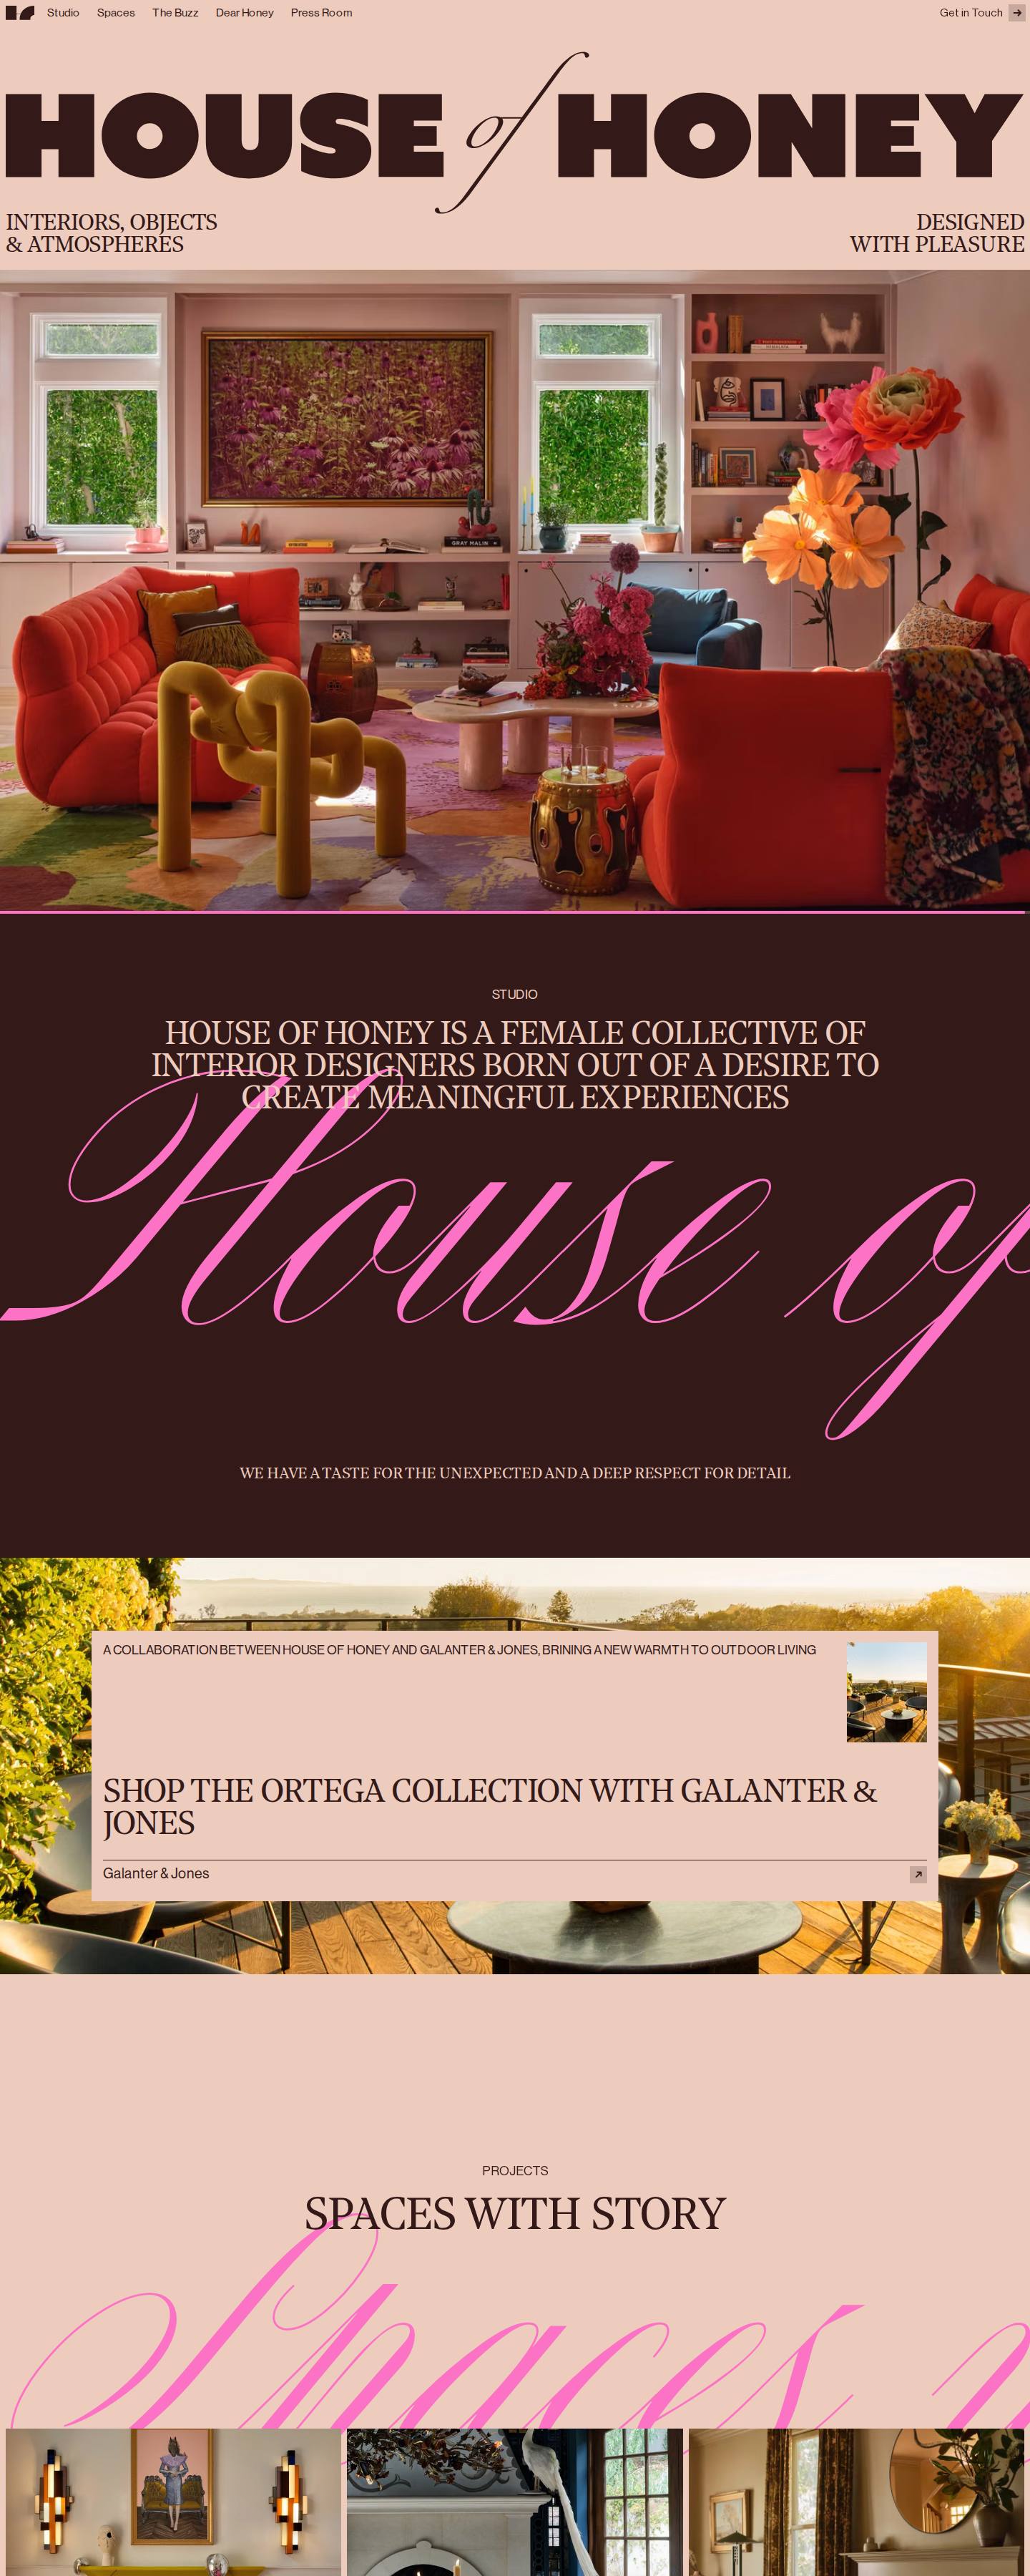 Studio
Spaces
The Buzz
Dear Honey
Press Room
Get in Touch
HOUSE of HONEY
INTERIORS, OBJECTS
& ATMOSPHERES
DESIGNED
WITH PLEASURE
GRAY MALIN
STUDIO
HOUSE OF HONEY IS A FEMALE COLLECTIVE OF
INTERIOR DESIGNERS BORN OUT OF A DESIRE TO
CREATE MEANINGFUL EXPERIENCES
House of
WE HAVE A TASTE FOR THE UNEXPECTED AND A DEEP RESPECT FOR DETAIL
A COLLABORATION BETWEEN HOUSE OF HONEY AND GALANTER & JONES, BRINING A NEW WARMTH TO OUTDOOR LIVING
SHOP THE ORTEGA COLLECTION WITH GALANTER &
JONES
Galanter & Jones
PROJECTS
SPACES WITH STORY
Spaces